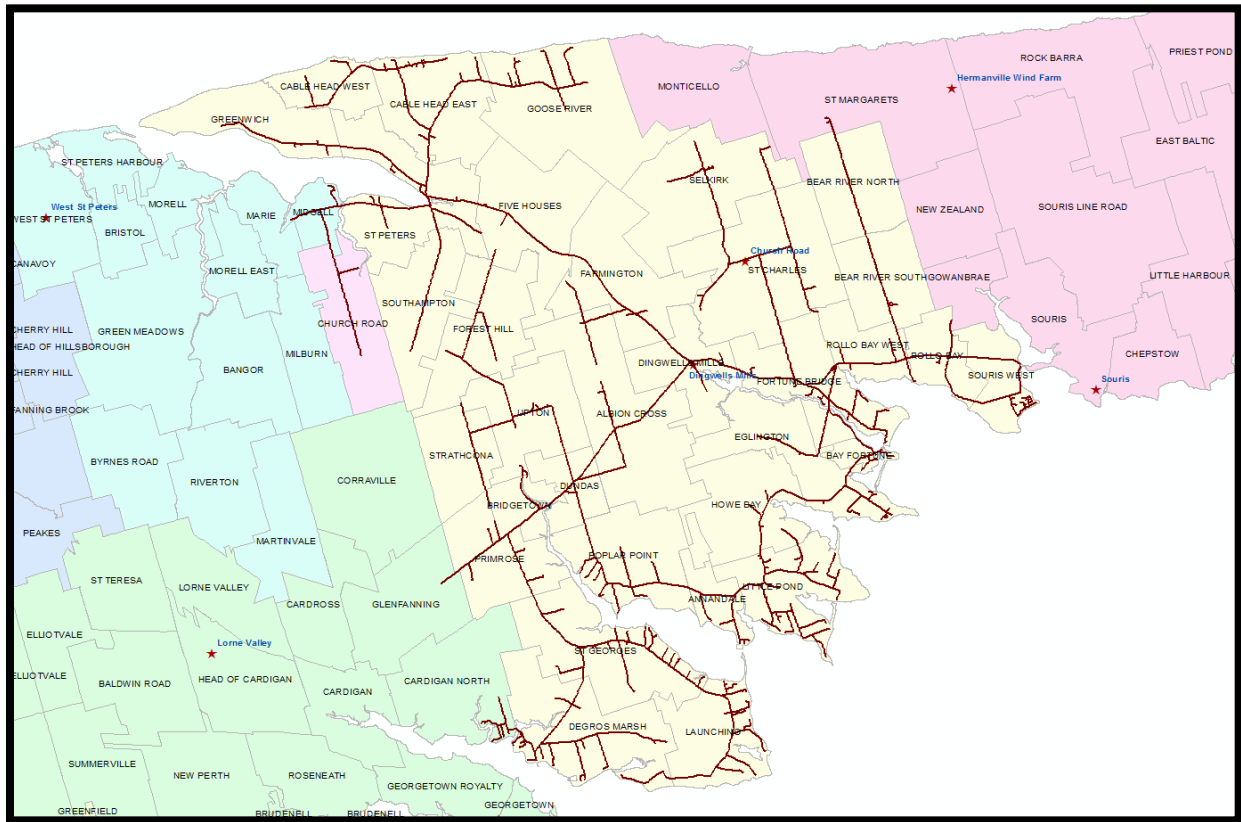 PRIEST POND
ROCK BARRA
Hermanville Wind Farm
CABLE HEAD WEST
MONTICELLO
ST MARGARETS
CABLE HEAD EAST
GOOSE RIVER
GREENWICH
EAST BALTIC
ST PETERS HARBOUR
SELKIRK
BEAR RIVER NORTH
West St Peters
MORELL
FIVE HOUSES
NEW ZEALAND
SOURIS LINE ROAD
WEST ST PETERS
MARIE
MIDGELL
BRISTOL
ST PETERS
Church Road
CANAVOY
MORELL EAST
FARMINGTON
ST CHARLES
BEAR RIVER SOUTH
GOWANBRAE
LITTLE HARBOUR
SOUTHAMPTON
CHERRY HILL
GREEN MEADOWS
CHURCH ROAD
FOREST HILL
SOURIS
HEAD OF HILLSBOROUGH
MILBURN
ROLLO BAY WEST
ROLLO BAY
CHEPSTOW
CHERRY HILL
BANGOR
DINGWELLS MILLS
Dingwells Mills
FORTUNE BRIDGE
SOURIS WEST
Souris
FANNING BROOK
UPTON
ALBION CROSS
EGLINGTON
STRATHCONA
BAY FORTUNE
BYRNES ROAD
RIVERTON
CORRAVILLE
DUNDAS
BRIDGETOWN
HOWE BAY
PEAKES
MARTINVALE
PRIMROSE
POPLAR POINT
ST TERESA
LORNE VALLEY
CARDROSS
GLENFANNING
ANNANDALE
LITTLE POND
ELLIOTVALE
Lorne Valley
ST GEORGES
ELLIOTVALE
BALDWIN ROAD
HEAD OF CARDIGAN
CARDIGAN
CARDIGAN NORTH
DEGROS MARSH
LAUNCHING
SUMMERVILLE
NEW PERTH
ROSENEATH
GEORGETOWN ROYALTY
GREENFIELD
BRUDENELL
BRUDENELL
GEORGETOWN